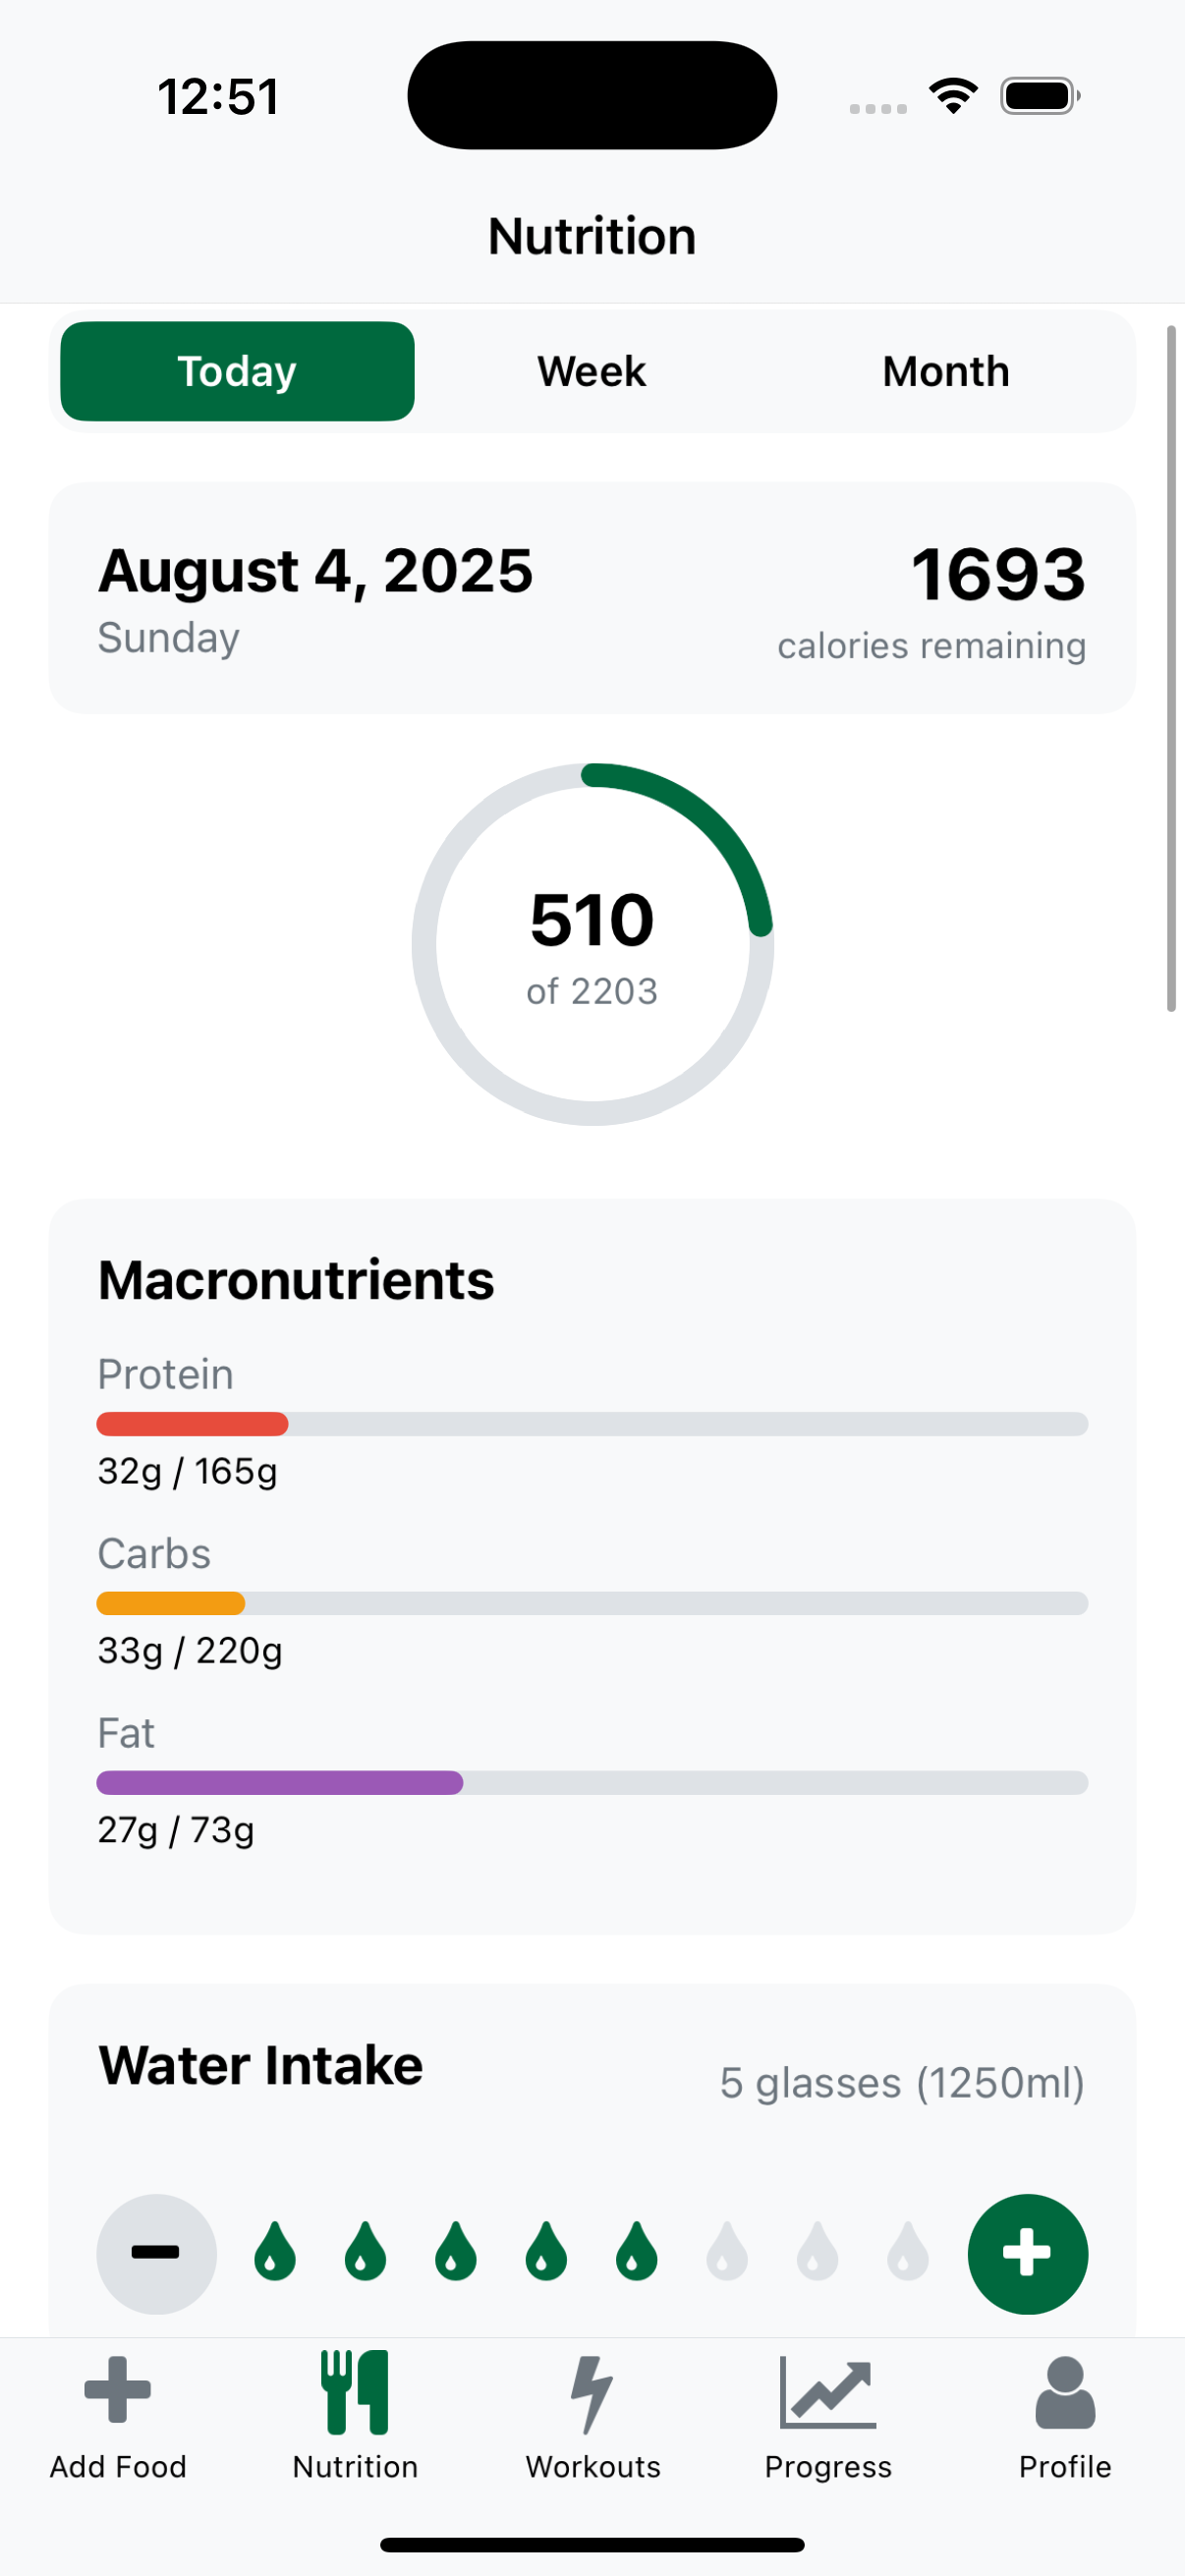 12:51
Nutrition
Today Week Month
August 4, 2025
Sunday
1693
calories remaining
510
of 2203
Macronutrients
Protein
32g / 165g
Carbs
33g / 220g
Fat
27g / 73g
Water Intake
5 glasses (1250ml)
Add Food Nutrition Workouts Progress Profile